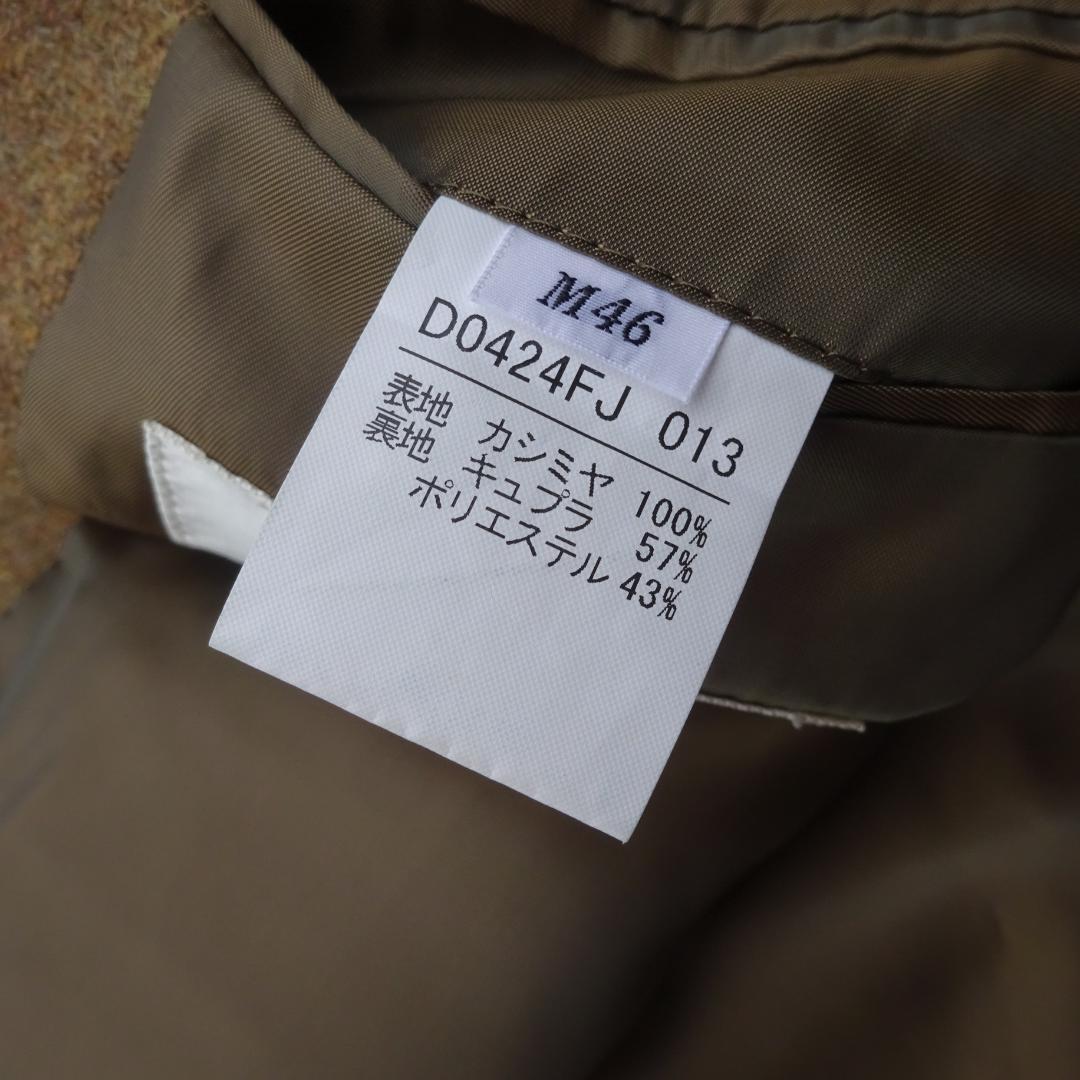 M46
D0424FJ 013
表地 カシミヤ 100%
裏地 キュプラ 57%
ポリエステル 43%